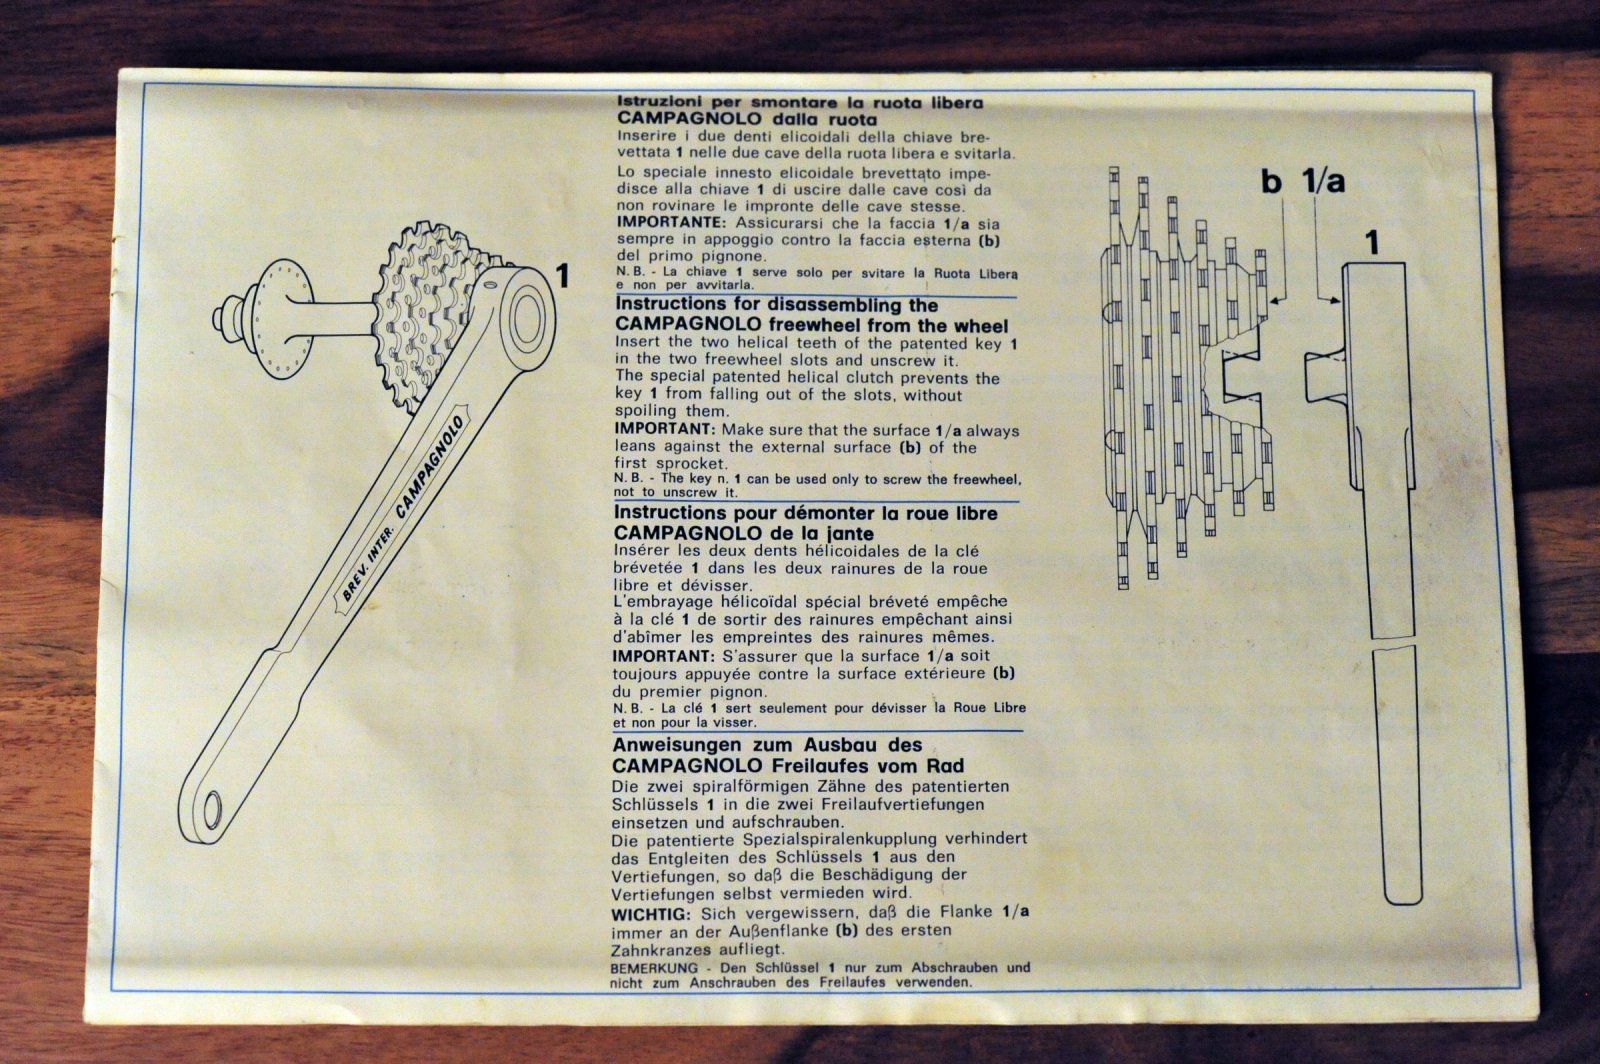 Istruzioni per smontare la ruota libera
CAMPAGNOLO dalla ruota
Inserire i due denti elicoidali della chiave bre-
vettata 1 nelle due cave della ruota libera e svitarla.
Lo speciale innesto elicoidale brevettato impe-
disce alla chiave 1 di uscire dalle cave così da
non rovinare le impronte delle cave stesse.
IMPORTANTE: Assicurarsi che la faccia 1/a sia
sempre in appoggio contro la faccia esterna (b)
del primo pignone.
N. B. - La chiave 1 serve solo per svitare la Ruota Libera
e non per avvitarla.
Instructions for disassembling the
CAMPAGNOLO freewheel from the wheel
Insert the two helical teeth of the patented key 1
in the two freewheel slots and unscrew it.
The special patented helical clutch prevents the
key 1 from falling out of the slots, without
spoiling them.
IMPORTANT: Make sure that the surface 1/a always
leans against the external surface (b) of the
first sprocket.
N. B. - The key n. 1 can be used only to screw the freewheel,
not to unscrew it.
Instructions pour démonter la roue libre
CAMPAGNOLO de la jante
Insérer les deux dents hélicoidales de la clé
brévetée 1 dans les deux rainures de la roue
libre et dévisser.
L'embrayage hélicoïdal spécial bréveté empêche
à la clé 1 de sortir des rainures empêchant ainsi
d'abîmer les empreintes des rainures mêmes.
IMPORTANT: S'assurer que la surface 1/a soit
toujours appuyée contre la surface extérieure (b)
du premier pignon.
N. B. - La clé 1 sert seulement pour dévisser la Roue Libre
et non pour la visser.
Anweisungen zum Ausbau des
CAMPAGNOLO Freilaufes vom Rad
Die zwei spiralförmigen Zähne des patentierten
Schlüssels 1 in die zwei Freilaufvertiefungen
einsetzen und aufschrauben.
Die patentierte Spezialspiralenkupplung verhindert
das Entgleiten des Schlüssels 1 aus den
Vertiefungen, so daß die Beschädigung der
Vertiefungen selbst vermieden wird.
WICHTIG: Sich vergewissern, daß die Flanke 1/a
immer an der Außenflanke (b) des ersten
Zahnkranzes aufliegt.
BEMERKUNG - Den Schlüssel 1 nur zum Abschrauben und
nicht zum Anschrauben des Freilaufes verwenden.
1
BREV. INTER. CAMPAGNOLO
b 1/a
1